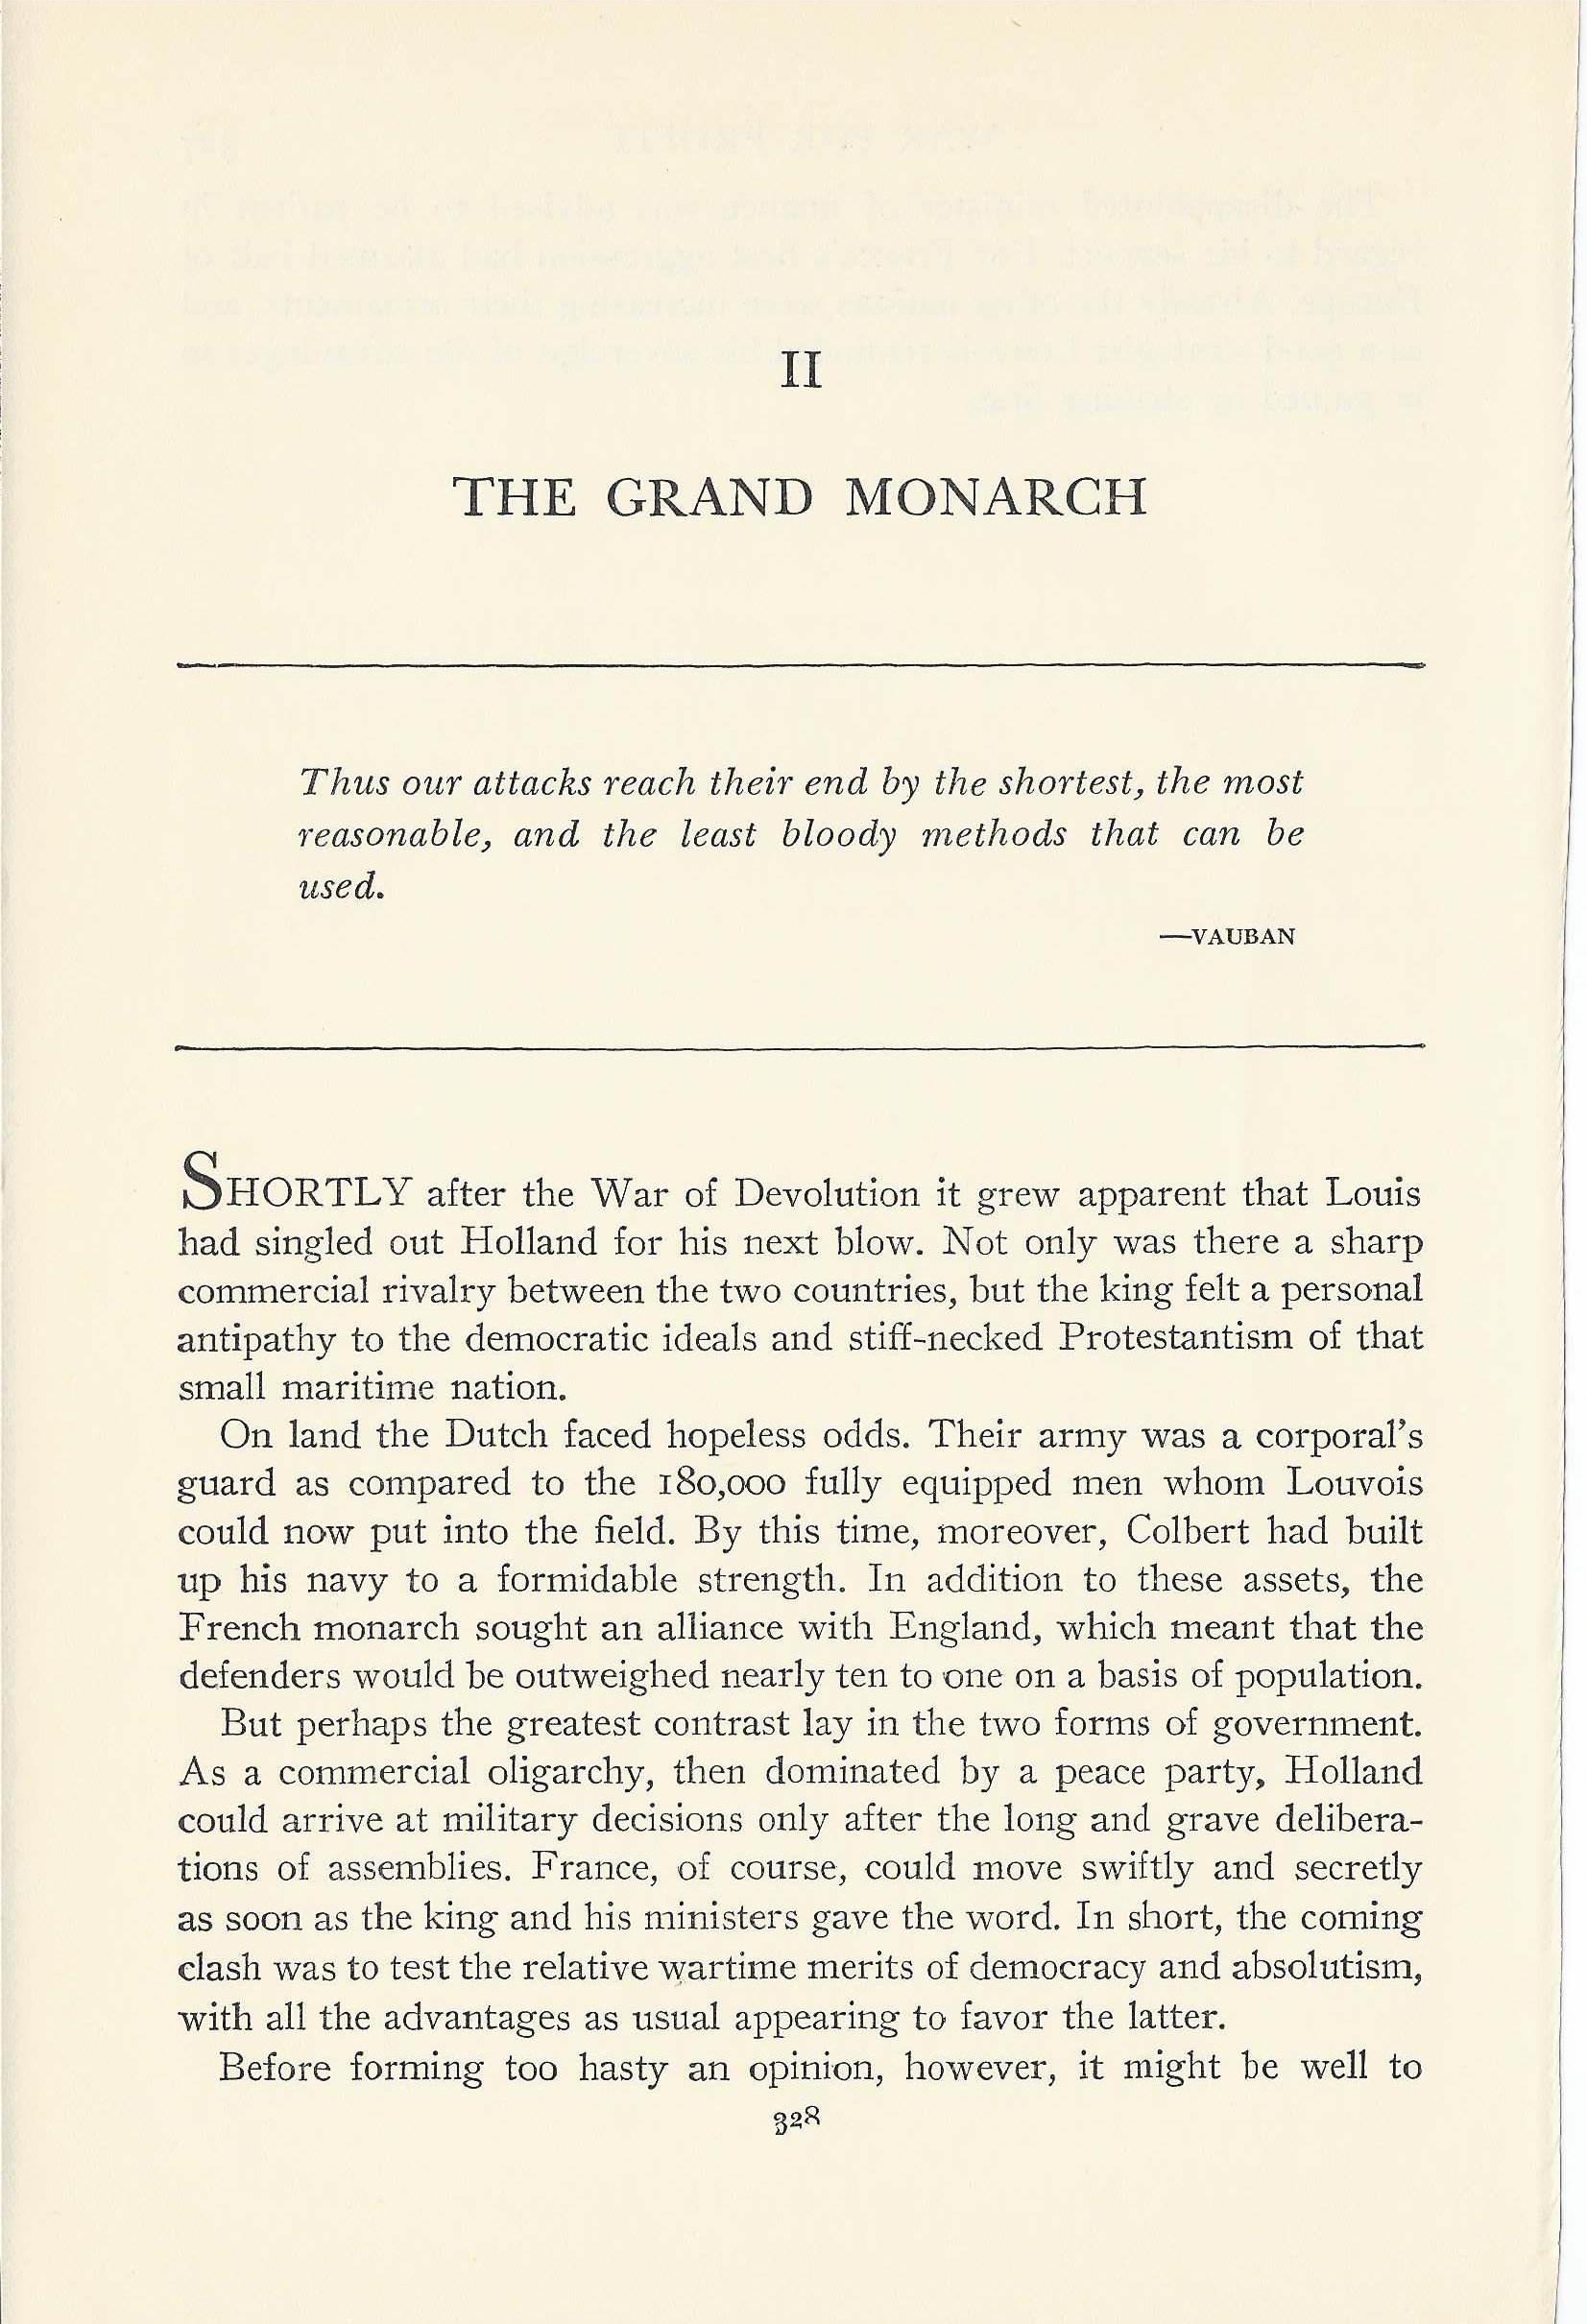 II
THE GRAND MONARCH
Thus our attacks reach their end by the shortest, the most
reasonable, and the least bloody methods that can be
used.
—VAUBAN
SHORTLY after the War of Devolution it grew apparent that Louis
had singled out Holland for his next blow. Not only was there a sharp
commercial rivalry between the two countries, but the king felt a personal
antipathy to the democratic ideals and stiff-necked Protestantism of that
small maritime nation.
On land the Dutch faced hopeless odds. Their army was a corporal's
guard as compared to the 180,000 fully equipped men whom Louvois
could now put into the field. By this time, moreover, Colbert had built
up his navy to a formidable strength. In addition to these assets, the
French monarch sought an alliance with England, which meant that the
defenders would be outweighed nearly ten to one on a basis of population.
But perhaps the greatest contrast lay in the two forms of government.
As a commercial oligarchy, then dominated by a peace party, Holland
could arrive at military decisions only after the long and grave delibera-
tions of assemblies. France, of course, could move swiftly and secretly
as soon as the king and his ministers gave the word. In short, the coming
clash was to test the relative wartime merits of democracy and absolutism,
with all the advantages as usual appearing to favor the latter.
Before forming too hasty an opinion, however, it might be well to
328